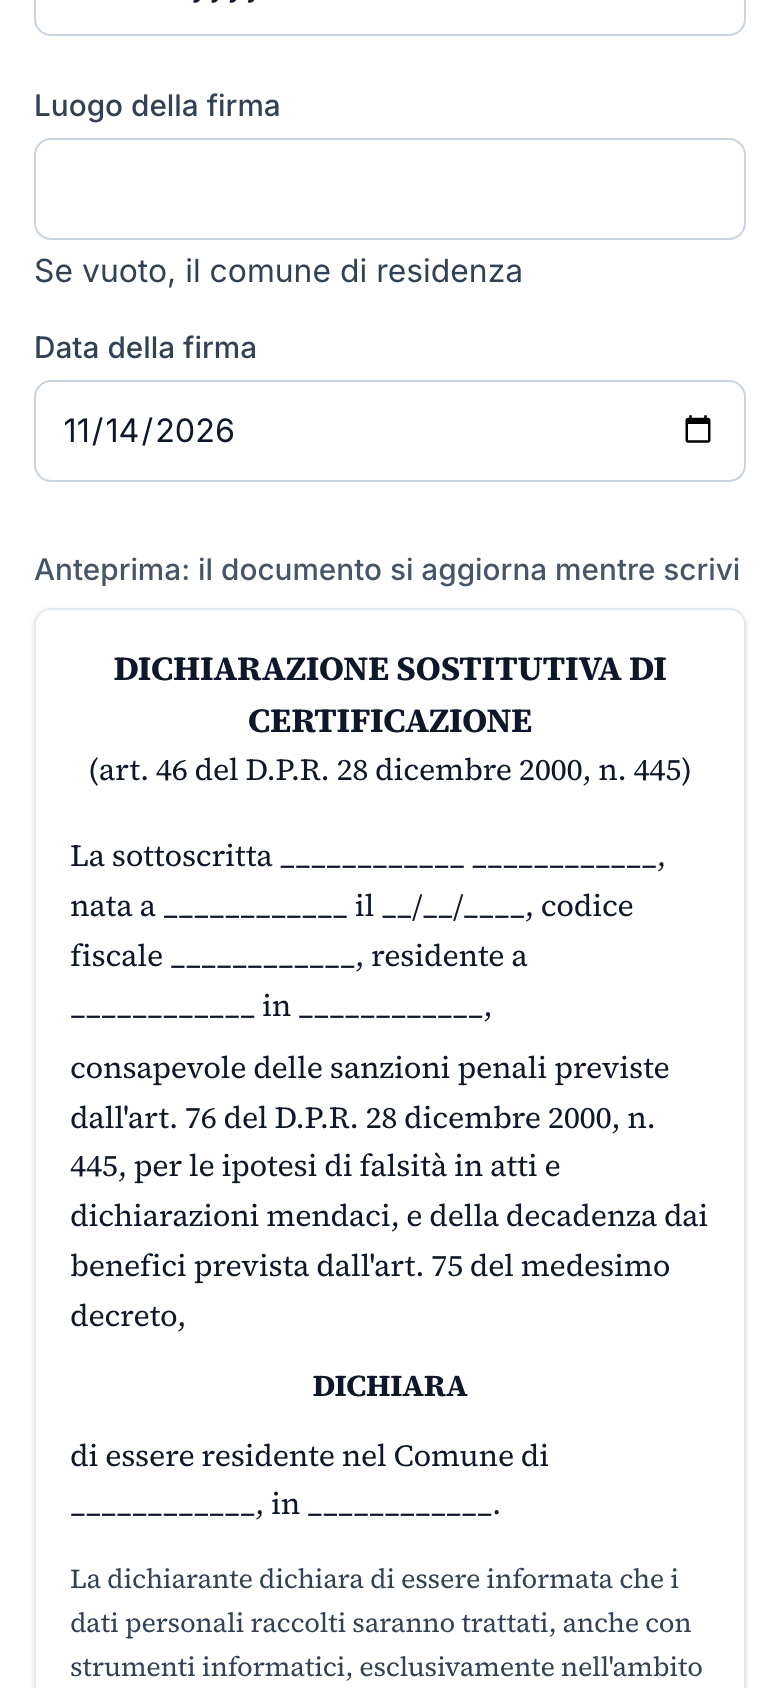 Luogo della firma
Se vuoto, il comune di residenza
Data della firma
11/14/2026
Anteprima: il documento si aggiorna mentre scrivi
DICHIARAZIONE SOSTITUTIVA DI
CERTIFICAZIONE
(art. 46 del D.P.R. 28 dicembre 2000, n. 445)
La sottoscritta ____________ ____________,
nata a ____________ il __/__/____, codice
fiscale ____________, residente a
____________ in ____________,
consapevole delle sanzioni penali previste
dall'art. 76 del D.P.R. 28 dicembre 2000, n.
445, per le ipotesi di falsità in atti e
dichiarazioni mendaci, e della decadenza dai
benefici prevista dall'art. 75 del medesimo
decreto,
DICHIARA
di essere residente nel Comune di
____________, in ____________.
La dichiarante dichiara di essere informata che i
dati personali raccolti saranno trattati, anche con
strumenti informatici, esclusivamente nell'ambito